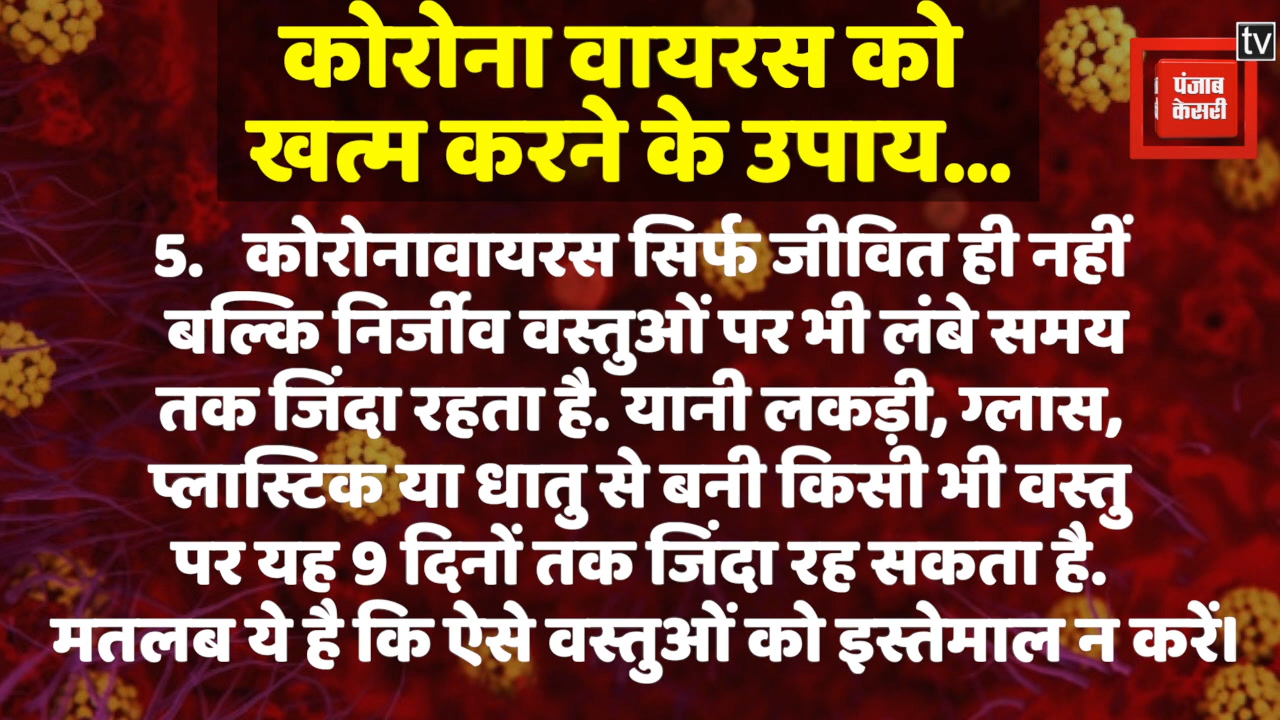 कोरोना वायरस को
खत्म करने के उपाय...
tv
पंजाब
केसरी
5. कोरोनावायरस सिर्फ जीवित ही नहीं
बल्कि निर्जीव वस्तुओं पर भी लंबे समय
तक जिंदा रहता है. यानी लकड़ी, ग्लास,
प्लास्टिक या धातु से बनी किसी भी वस्तु
पर यह 9 दिनों तक जिंदा रह सकता है.
मतलब ये है कि ऐसे वस्तुओं को इस्तेमाल न करें।